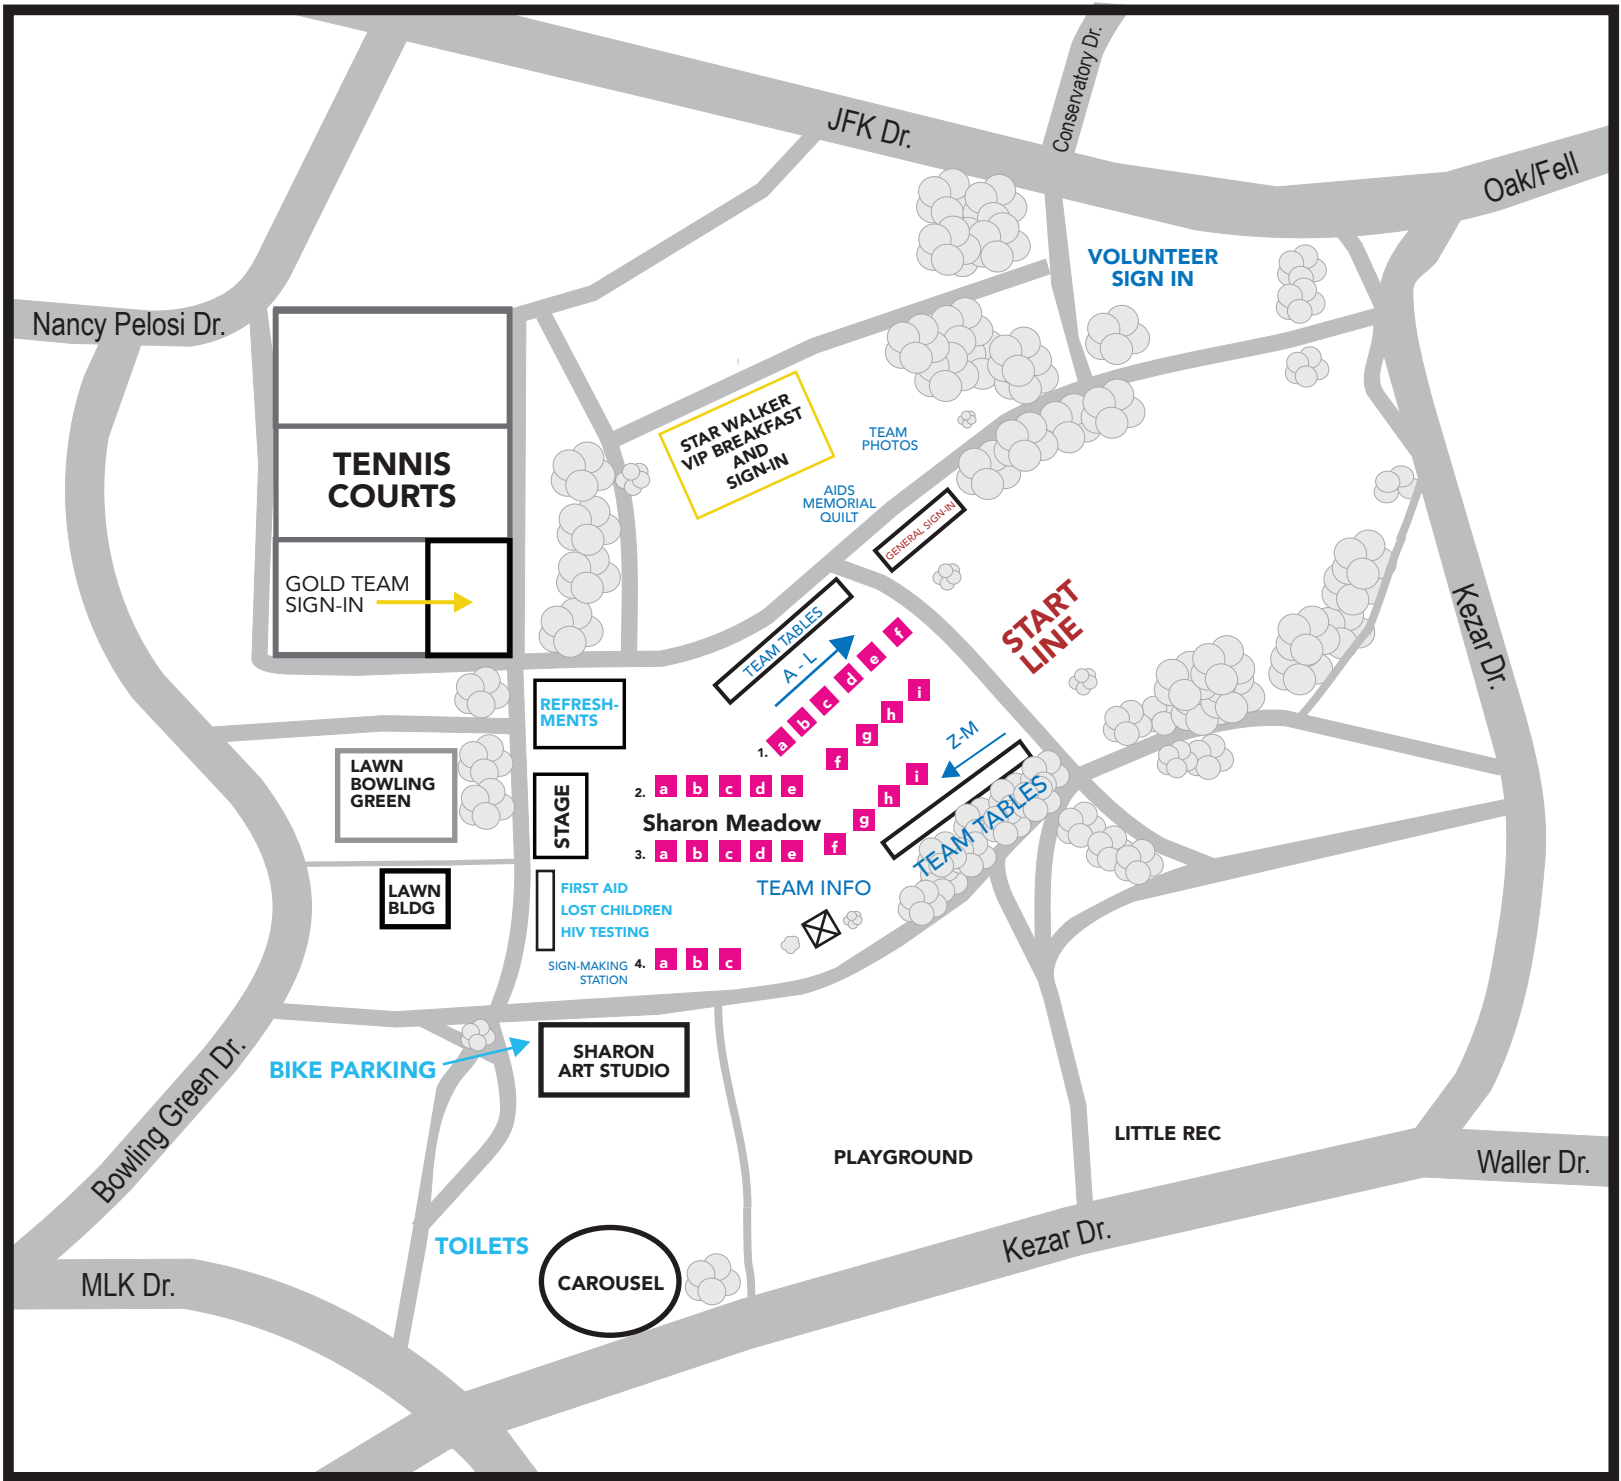 Conservatory Dr.
JFK Dr.
Oak/Fell
VOLUNTEER
SIGN IN
Nancy Pelosi Dr.
STAR WALKER
VIP BREAKFAST
AND
SIGN-IN
TEAM
PHOTOS
TENNIS
COURTS
AIDS
MEMORIAL
QUILT
GENERAL SIGN-IN
GOLD TEAM
SIGN-IN
START
LINE
Kezar Dr.
TEAM TABLES
A - L
REFRESH-
MENTS
1. a b c d e f
Z-M
TEAM TABLES
LAWN
BOWLING
GREEN
2. a b c d e f g h i
STAGE
Sharon Meadow
3. a b c d e f g h i
LAWN
BLDG
FIRST AID
LOST CHILDREN
HIV TESTING
TEAM INFO
SIGN-MAKING
STATION
4. a b c
BIKE PARKING
SHARON
ART STUDIO
Bowling Green Dr.
PLAYGROUND
LITTLE REC
Waller Dr.
TOILETS
Kezar Dr.
MLK Dr.
CAROUSEL